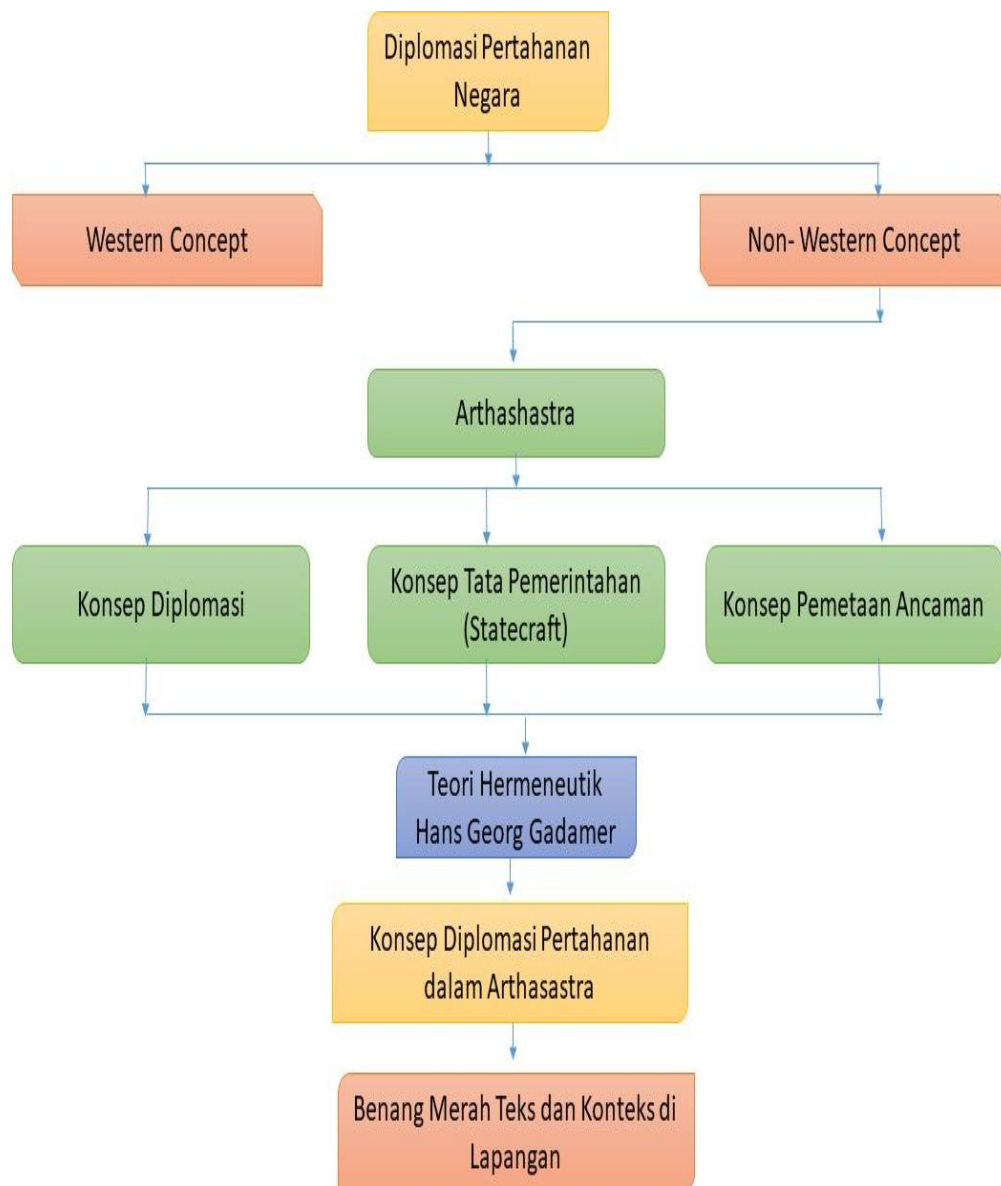 Diplomasi Pertahanan
Negara
Western Concept
Non- Western Concept
Arthashastra
Konsep Diplomasi
Konsep Tata Pemerintahan
(Statecraft)
Konsep Pemetaan Ancaman
Teori Hermeneutik
Hans Georg Gadamer
Konsep Diplomasi Pertahanan
dalam Arthasastra
Benang Merah Teks dan Konteks di
Lapangan